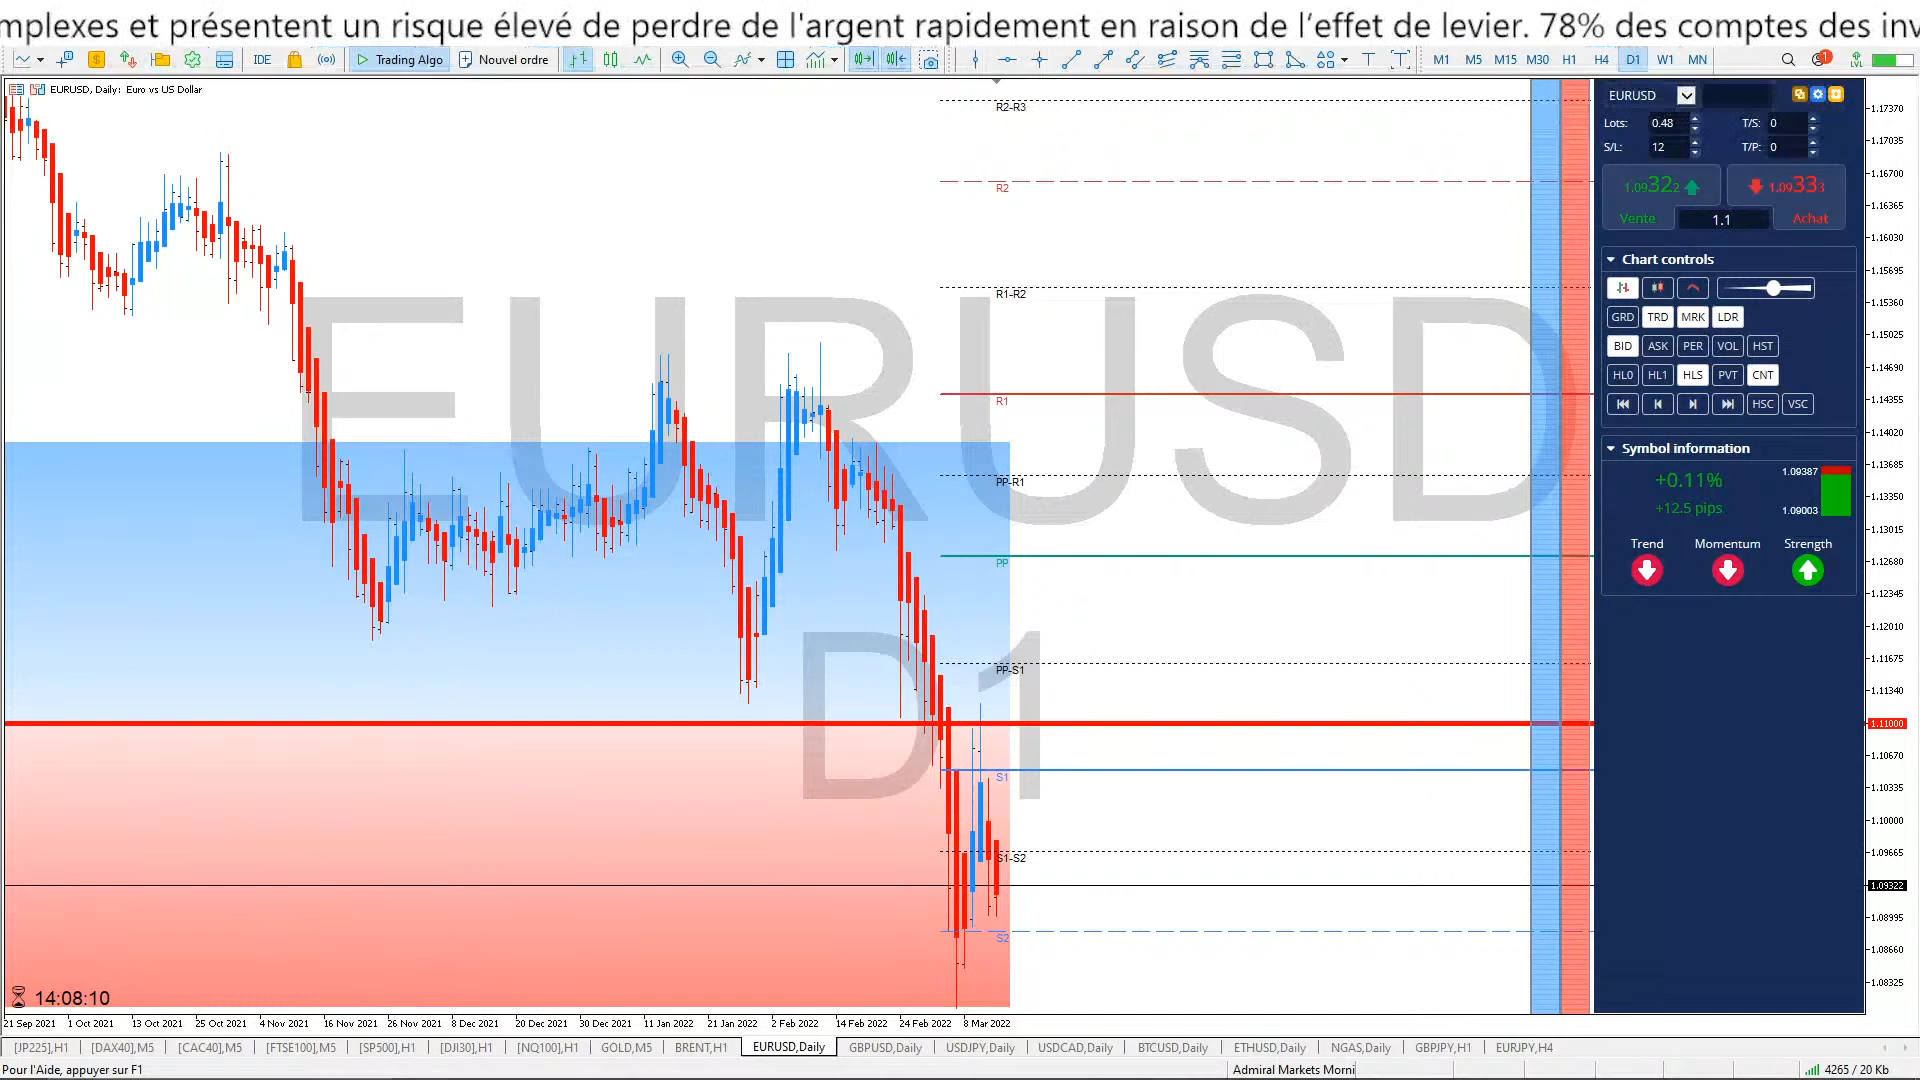 mplexes et présentent un risque élevé de perdre de l'argent rapidement en raison de l’effet de levier. 78% des comptes des inv
IDE
Trading Algo
Nouvel ordre
M1 M5 M15 M30 H1 H4 D1 W1 MN
EURUSD, Daily: Euro vs US Dollar
EURUSD
D1
R2-R3
R2
R1-R2
R1
PP-R1
PP
PP-S1
S1
S1-S2
S2
14:08:10
21 Sep 2021 1 Oct 2021 13 Oct 2021 25 Oct 2021 4 Nov 2021 16 Nov 2021 26 Nov 2021 8 Dec 2021 20 Dec 2021 30 Dec 2021 11 Jan 2022 21 Jan 2022 2 Feb 2022 14 Feb 2022 24 Feb 2022 8 Mar 2022
EURUSD
Lots: 0.48 T/S: 0
S/L: 12 T/P: 0
1.09322 1.09333
Vente 1.1 Achat
Chart controls
GRD TRD MRK LDR
BID ASK PER VOL HST
HL0 HL1 HLS PVT CNT
HSC VSC
Symbol information
+0.11% 1.09387
+12.5 pips 1.09003
Trend Momentum Strength
1.17370
1.17035
1.16700
1.16365
1.16030
1.15695
1.15360
1.15025
1.14690
1.14355
1.14020
1.13685
1.13350
1.13015
1.12680
1.12345
1.12010
1.11675
1.11340
1.11000
1.10670
1.10335
1.10000
1.09665
1.09322
1.08995
1.08660
1.08325
[JP225],H1 [DAX40],M5 [CAC40],M5 [FTSE100],M5 [SP500],H1 [DJI30],H1 [NQ100],H1 GOLD,M5 BRENT,H1 EURUSD,Daily GBPUSD,Daily USDJPY,Daily USDCAD,Daily BTCUSD,Daily ETHUSD,Daily NGAS,Daily GBPJPY,H1 EURJPY,H4
Pour l'Aide, appuyer sur F1
Admiral Markets Morni
4265 / 20 Kb